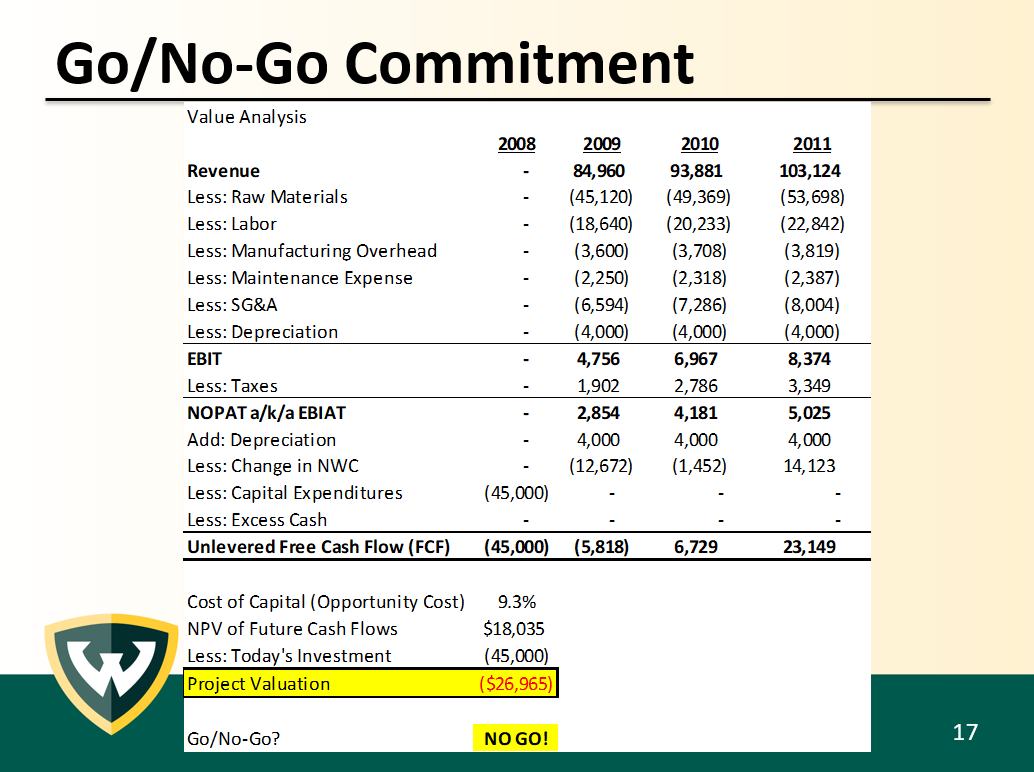 Go/No-Go Commitment
Value Analysis
2008 2009 2010 2011
Revenue - 84,960 93,881 103,124
Less: Raw Materials - (45,120) (49,369) (53,698)
Less: Labor - (18,640) (20,233) (22,842)
Less: Manufacturing Overhead - (3,600) (3,708) (3,819)
Less: Maintenance Expense - (2,250) (2,318) (2,387)
Less: SG&A - (6,594) (7,286) (8,004)
Less: Depreciation - (4,000) (4,000) (4,000)
EBIT - 4,756 6,967 8,374
Less: Taxes - 1,902 2,786 3,349
NOPAT a/k/a EBIAT - 2,854 4,181 5,025
Add: Depreciation - 4,000 4,000 4,000
Less: Change in NWC - (12,672) (1,452) 14,123
Less: Capital Expenditures (45,000) - - -
Less: Excess Cash - - - -
Unlevered Free Cash Flow (FCF) (45,000) (5,818) 6,729 23,149
Cost of Capital (Opportunity Cost) 9.3%
NPV of Future Cash Flows $18,035
Less: Today's Investment (45,000)
Project Valuation ($26,965)
Go/No-Go? NO GO!
W
17